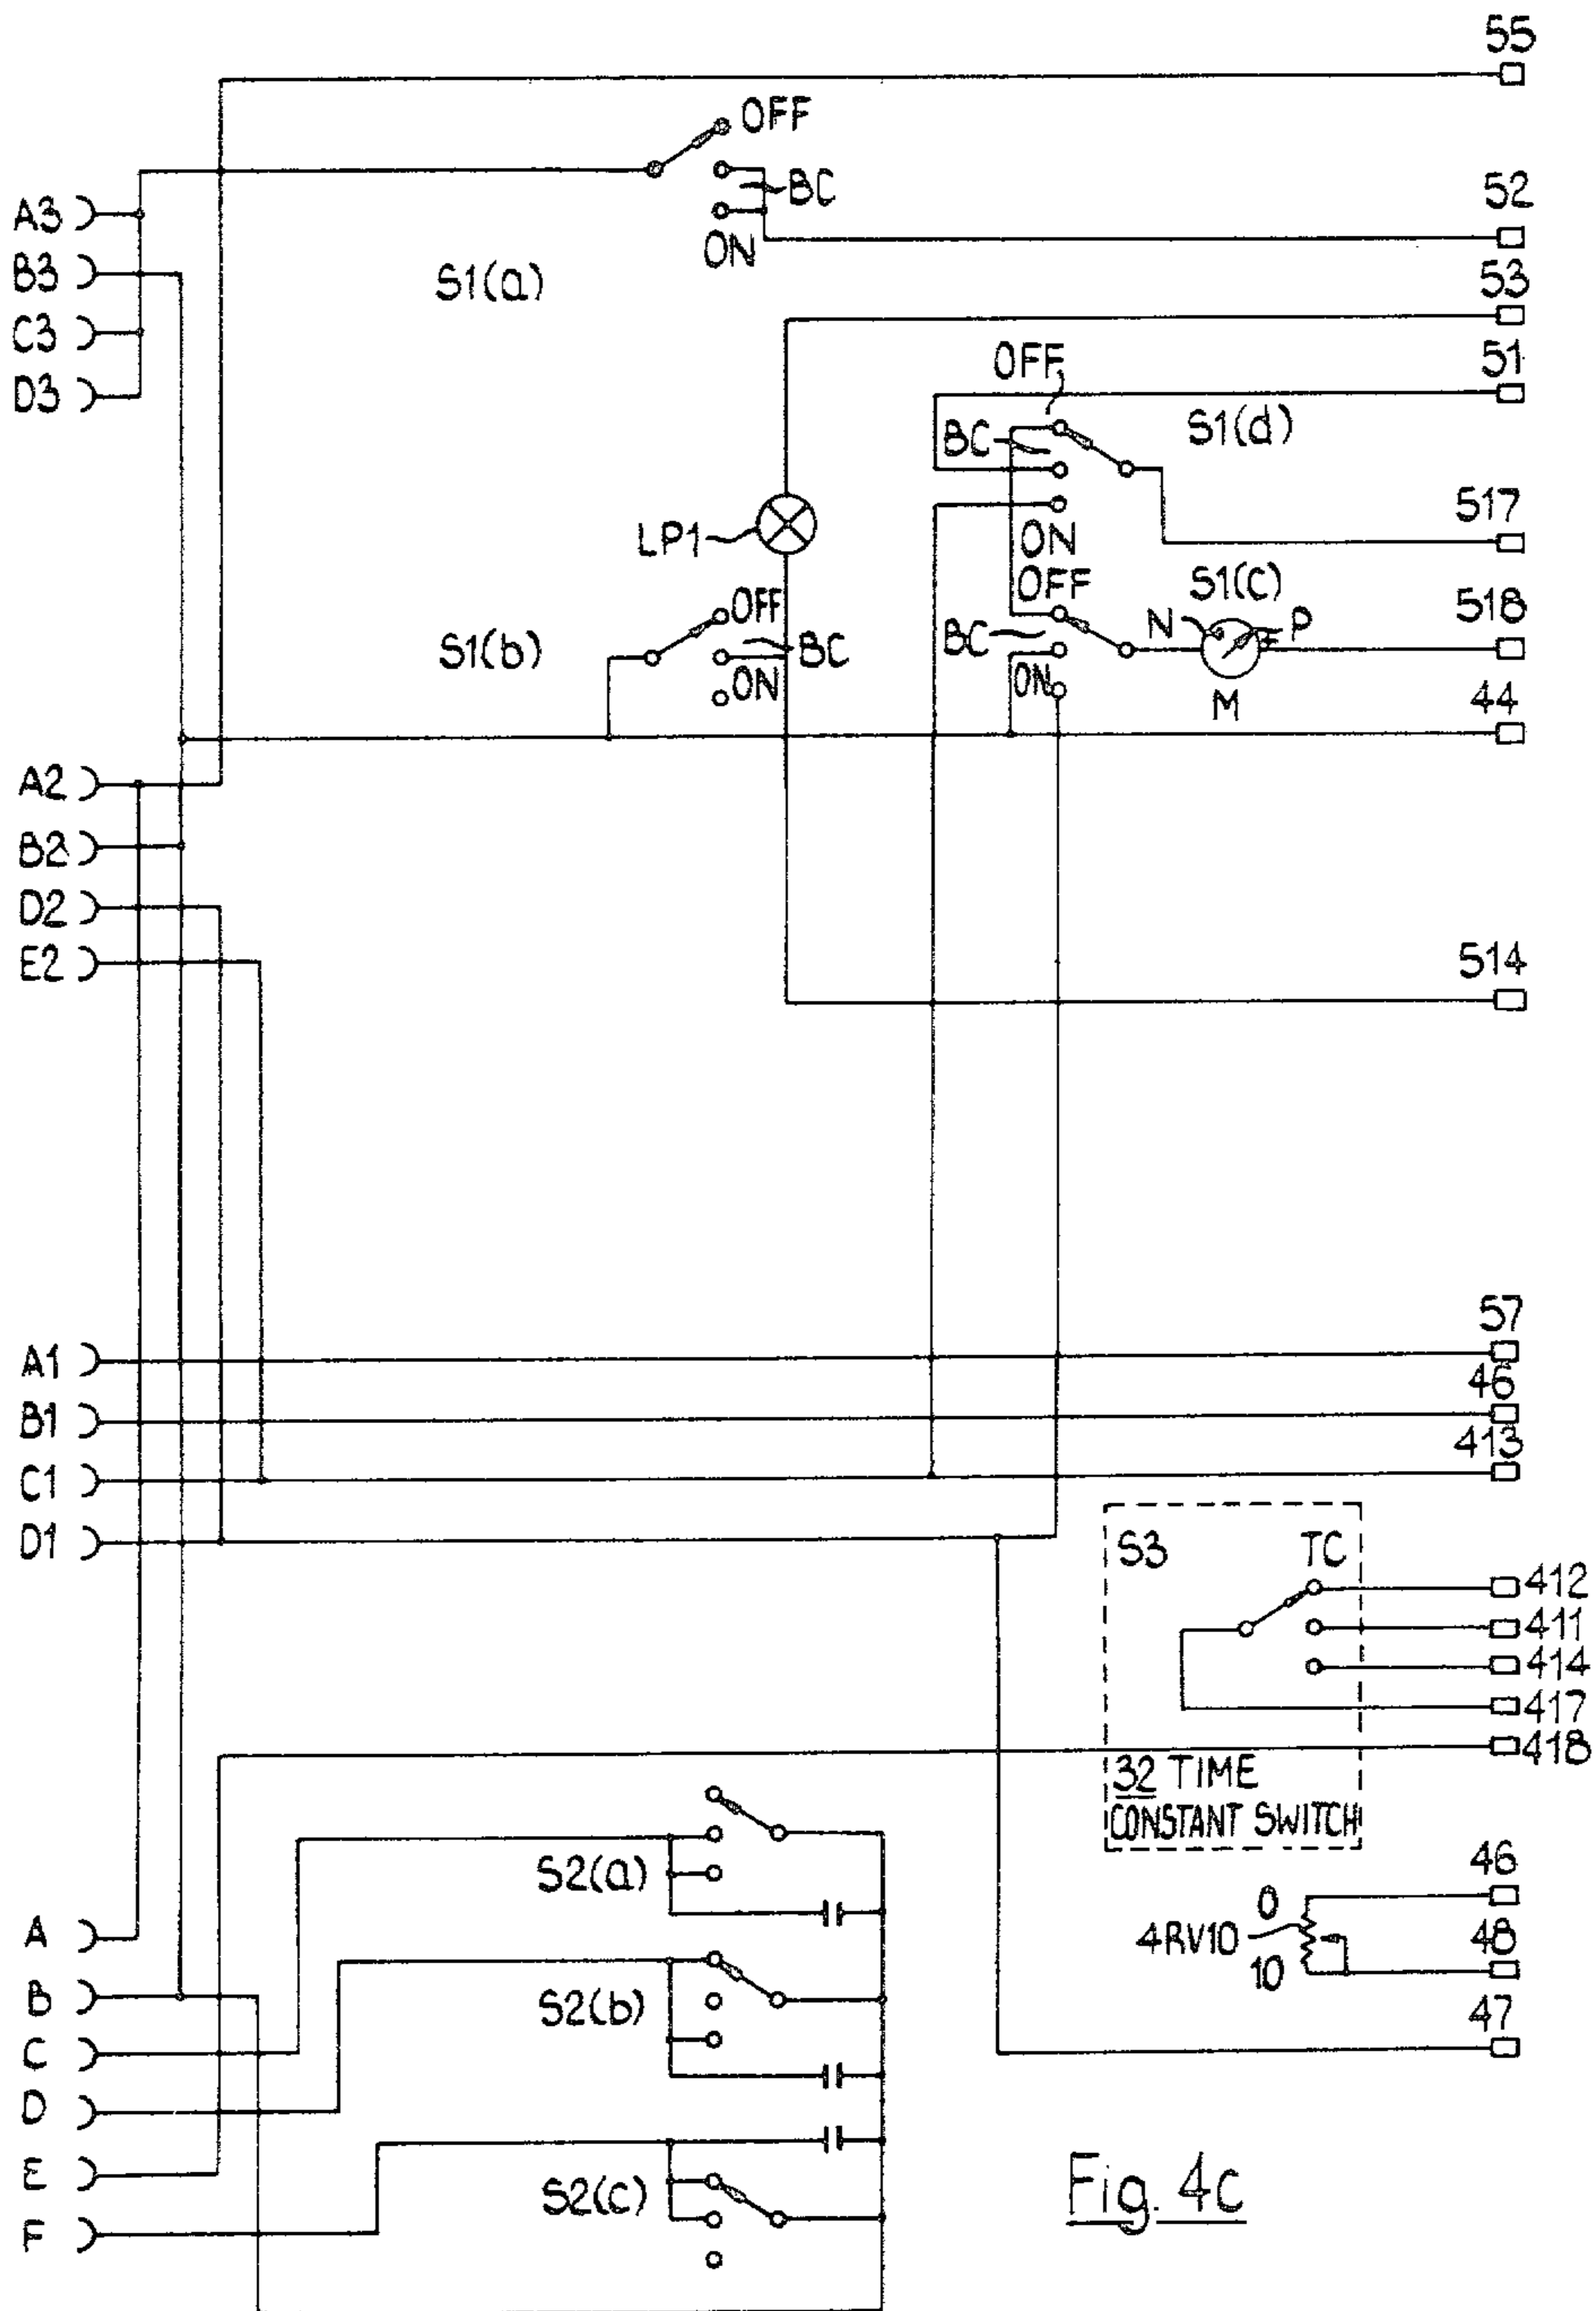 55
OFF
BC
A3
52
ON
B3
S1(a)
53
C3
OFF
51
D3
S1(d)
BC
517
LP1
ON
OFF
S1(c)
518
OFF
N
P
S1(b)
BC
BC
ON
ON
M
44
A2
B2
D2
E2
514
57
A1
46
B1
413
C1
D1
S3
TC
412
411
414
417
418
32 TIME
CONSTANT SWITCH
S2(a)
46
0
A
4RV10
48
10
B
S2(b)
47
C
D
E
S2(c)
Fig. 4c
F